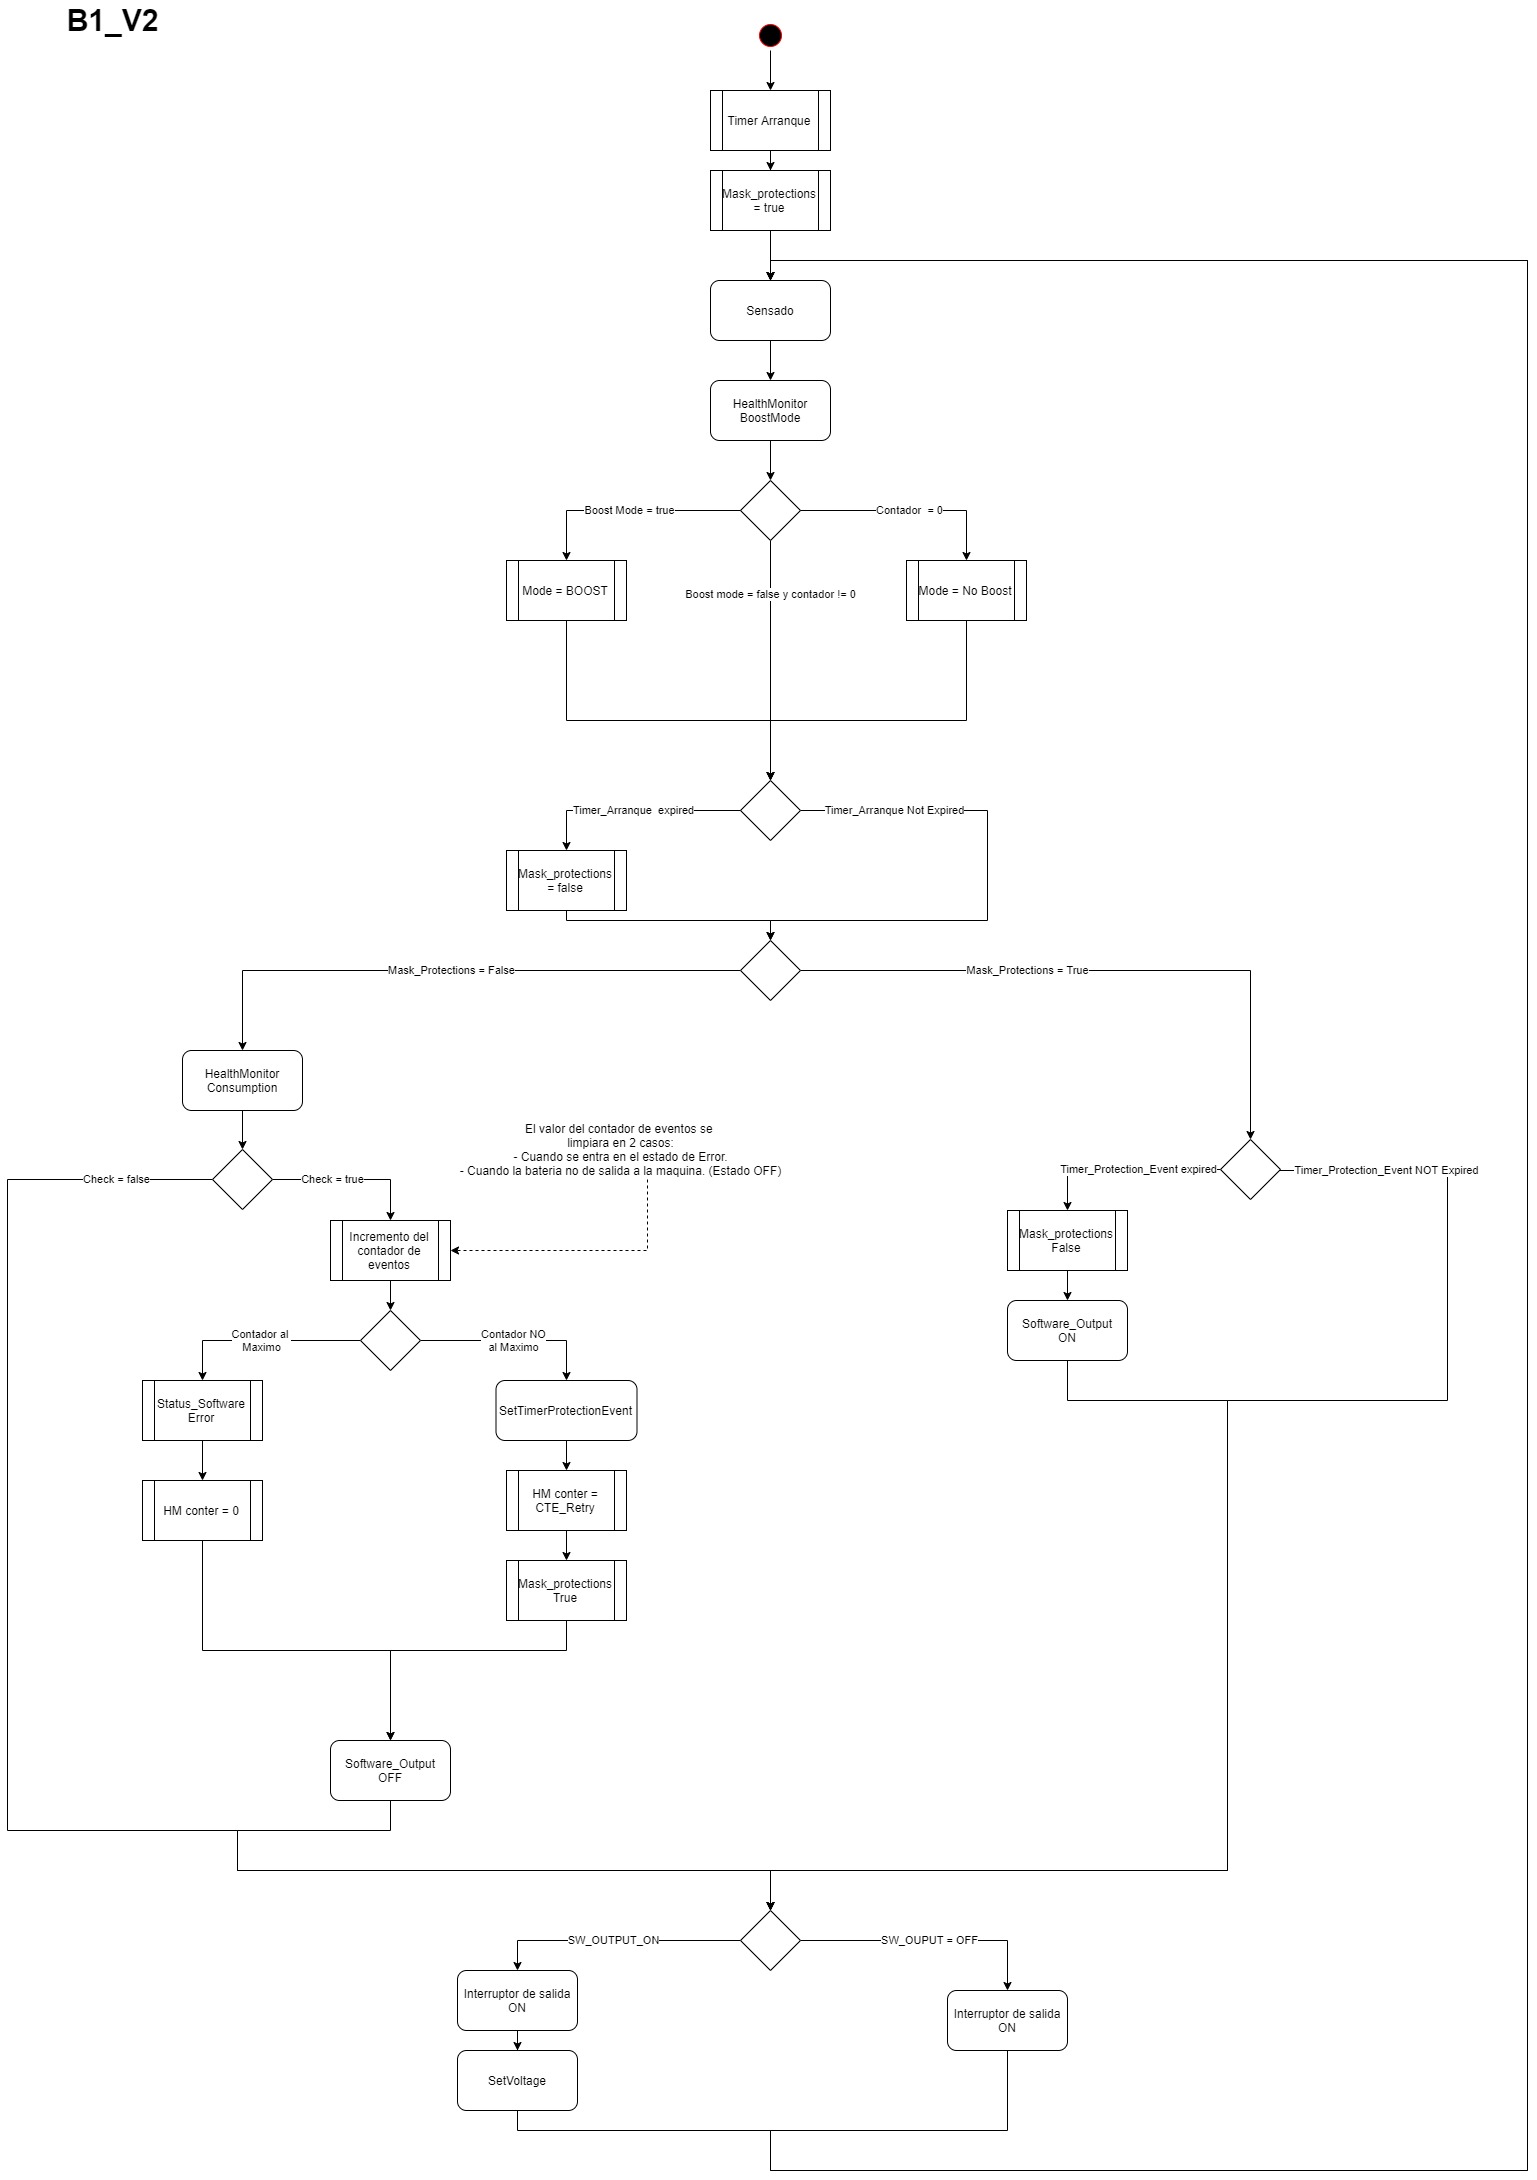 B1_V2
Timer Arranque
Mask_protections
= true
Sensado
HealthMonitor
BoostMode
Boost Mode = true
Contador  = 0
Mode = BOOST
Boost mode = false y contador != 0
Mode = No Boost
Timer_Arranque  expired
Timer_Arranque Not Expired
Mask_protections
= false
Mask_Protections = False
Mask_Protections = True
HealthMonitor
Consumption
El valor del contador de eventos se
limpiara en 2 casos:
- Cuando se entra en el estado de Error.
- Cuando la bateria no de salida a la maquina. (Estado OFF)
Check = false
Check = true
Timer_Protection_Event expired
Timer_Protection_Event NOT Expired
Incremento del
contador de
eventos
Mask_protections
False
Contador al
Maximo
Contador NO
al Maximo
Software_Output
ON
Status_Software
Error
SetTimerProtectionEvent
HM conter = 0
HM conter =
CTE_Retry
Mask_protections
True
Software_Output
OFF
SW_OUTPUT_ON
SW_OUPUT = OFF
Interruptor de salida
ON
Interruptor de salida
ON
SetVoltage